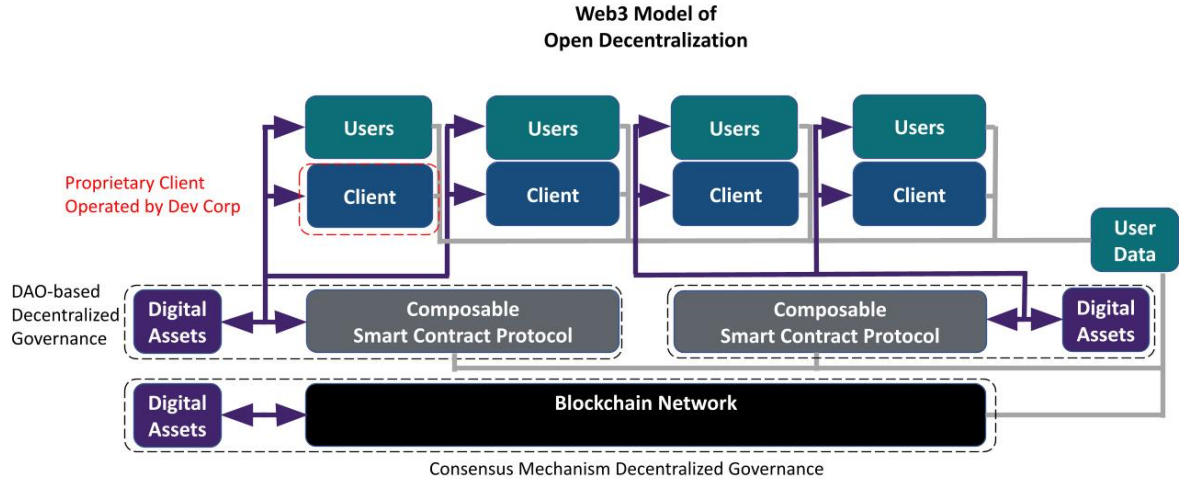 Web3 Model of
Open Decentralization
Users
Users
Users
Users
Proprietary Client
Operated by Dev Corp
Client
Client
Client
Client
User
Data
DAO-based
Decentralized
Governance
Digital
Assets
Composable
Smart Contract Protocol
Composable
Smart Contract Protocol
Digital
Assets
Digital
Assets
Blockchain Network
Consensus Mechanism Decentralized Governance